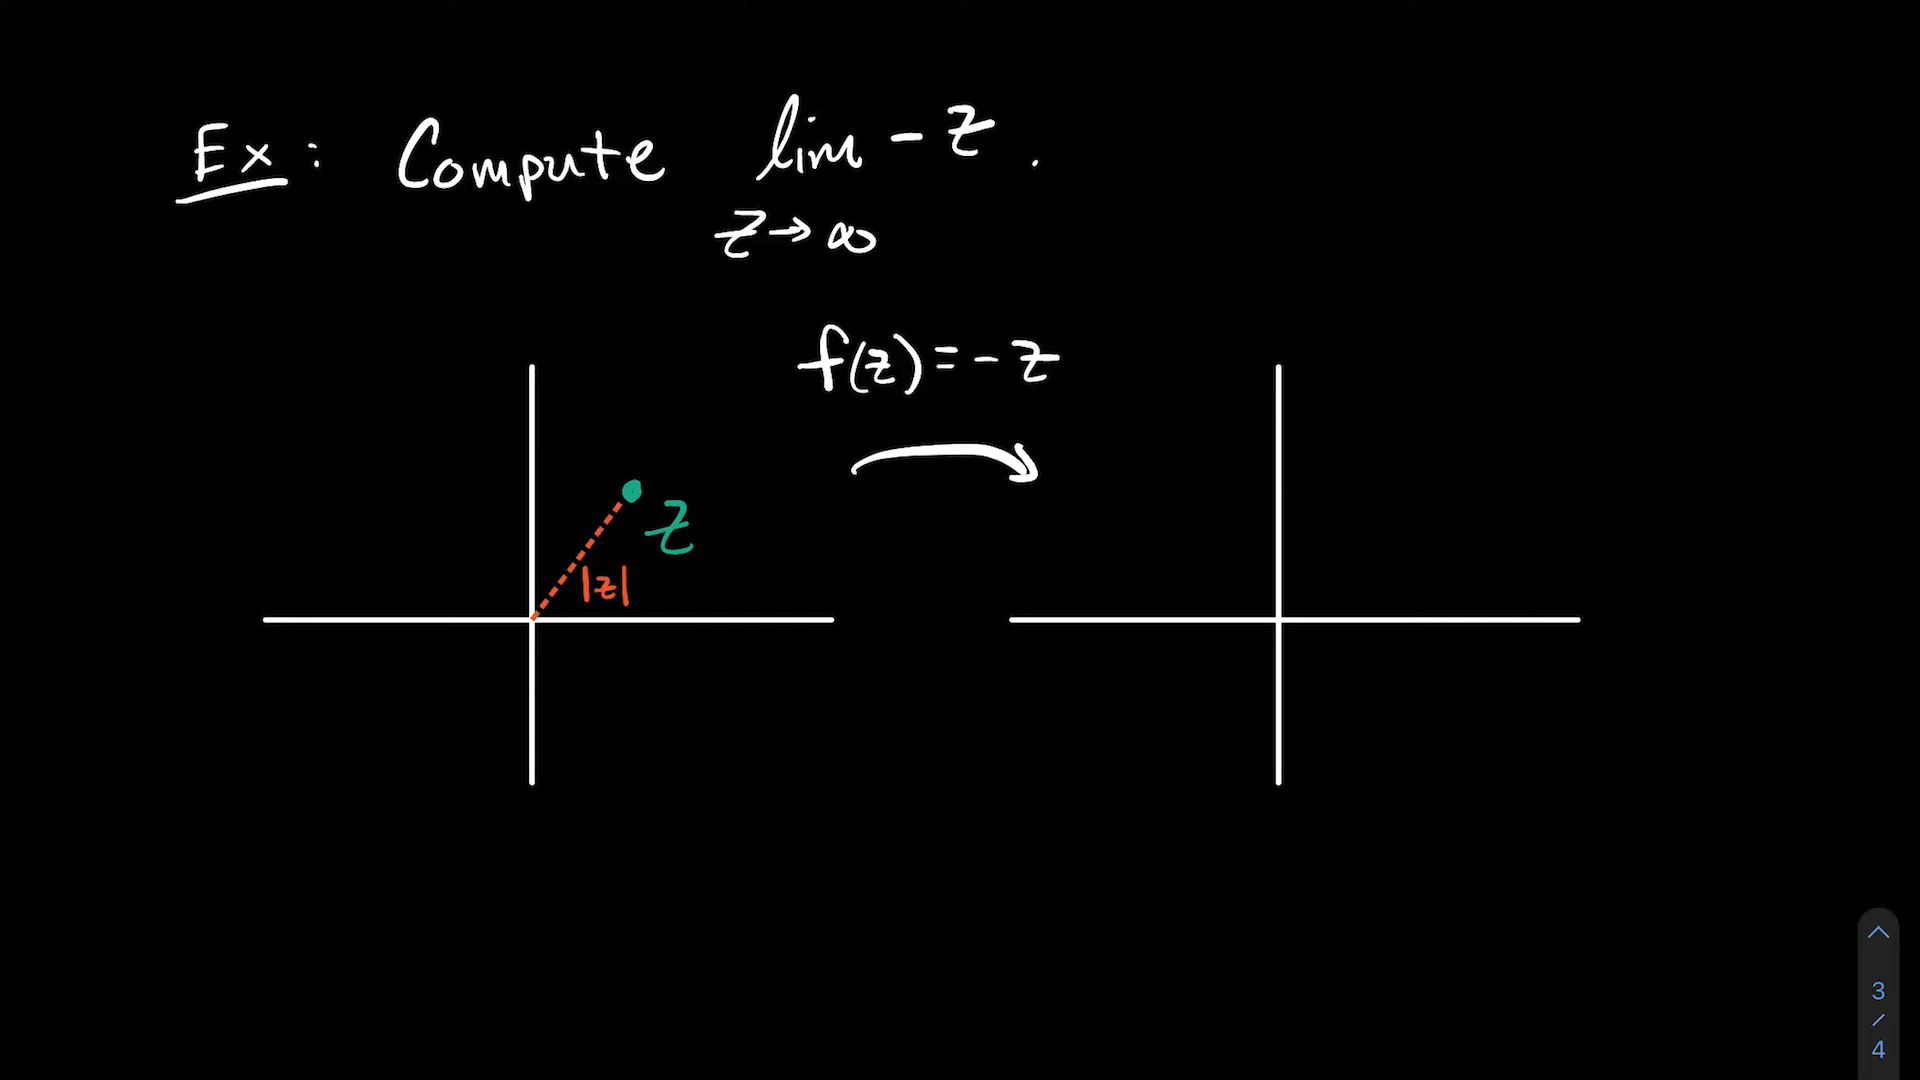 Ex: Compute lim - z .
z → ∞
f(z) = - z
z
|z|
3
/
4